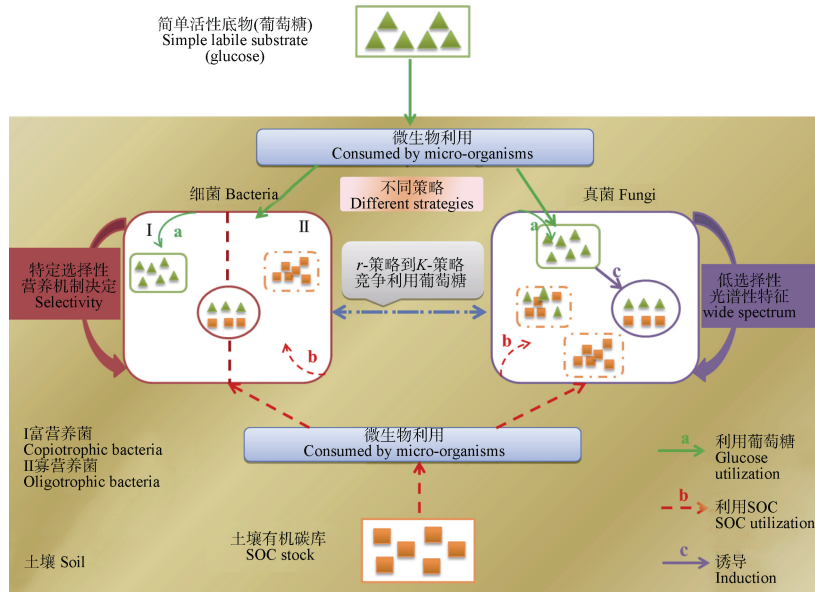 简单活性底物(葡萄糖)
Simple labile substrate
(glucose)
微生物利用
Consumed by micro-organisms
细菌 Bacteria
不同策略
Different strategies
真菌 Fungi
I
a
II
a
c
特定选择性
营养机制决定
Selectivity
r-策略到K-策略
竞争利用葡萄糖
低选择性
光谱性特征
wide spectrum
b
b
I富营养菌
Copiotrophic bacteria
II寡营养菌
Oligotrophic bacteria
微生物利用
Consumed by micro-organisms
a
利用葡萄糖
Glucose
utilization
b
利用SOC
SOC utilization
土壤有机碳库
SOC stock
c
诱导
Induction
土壤 Soil